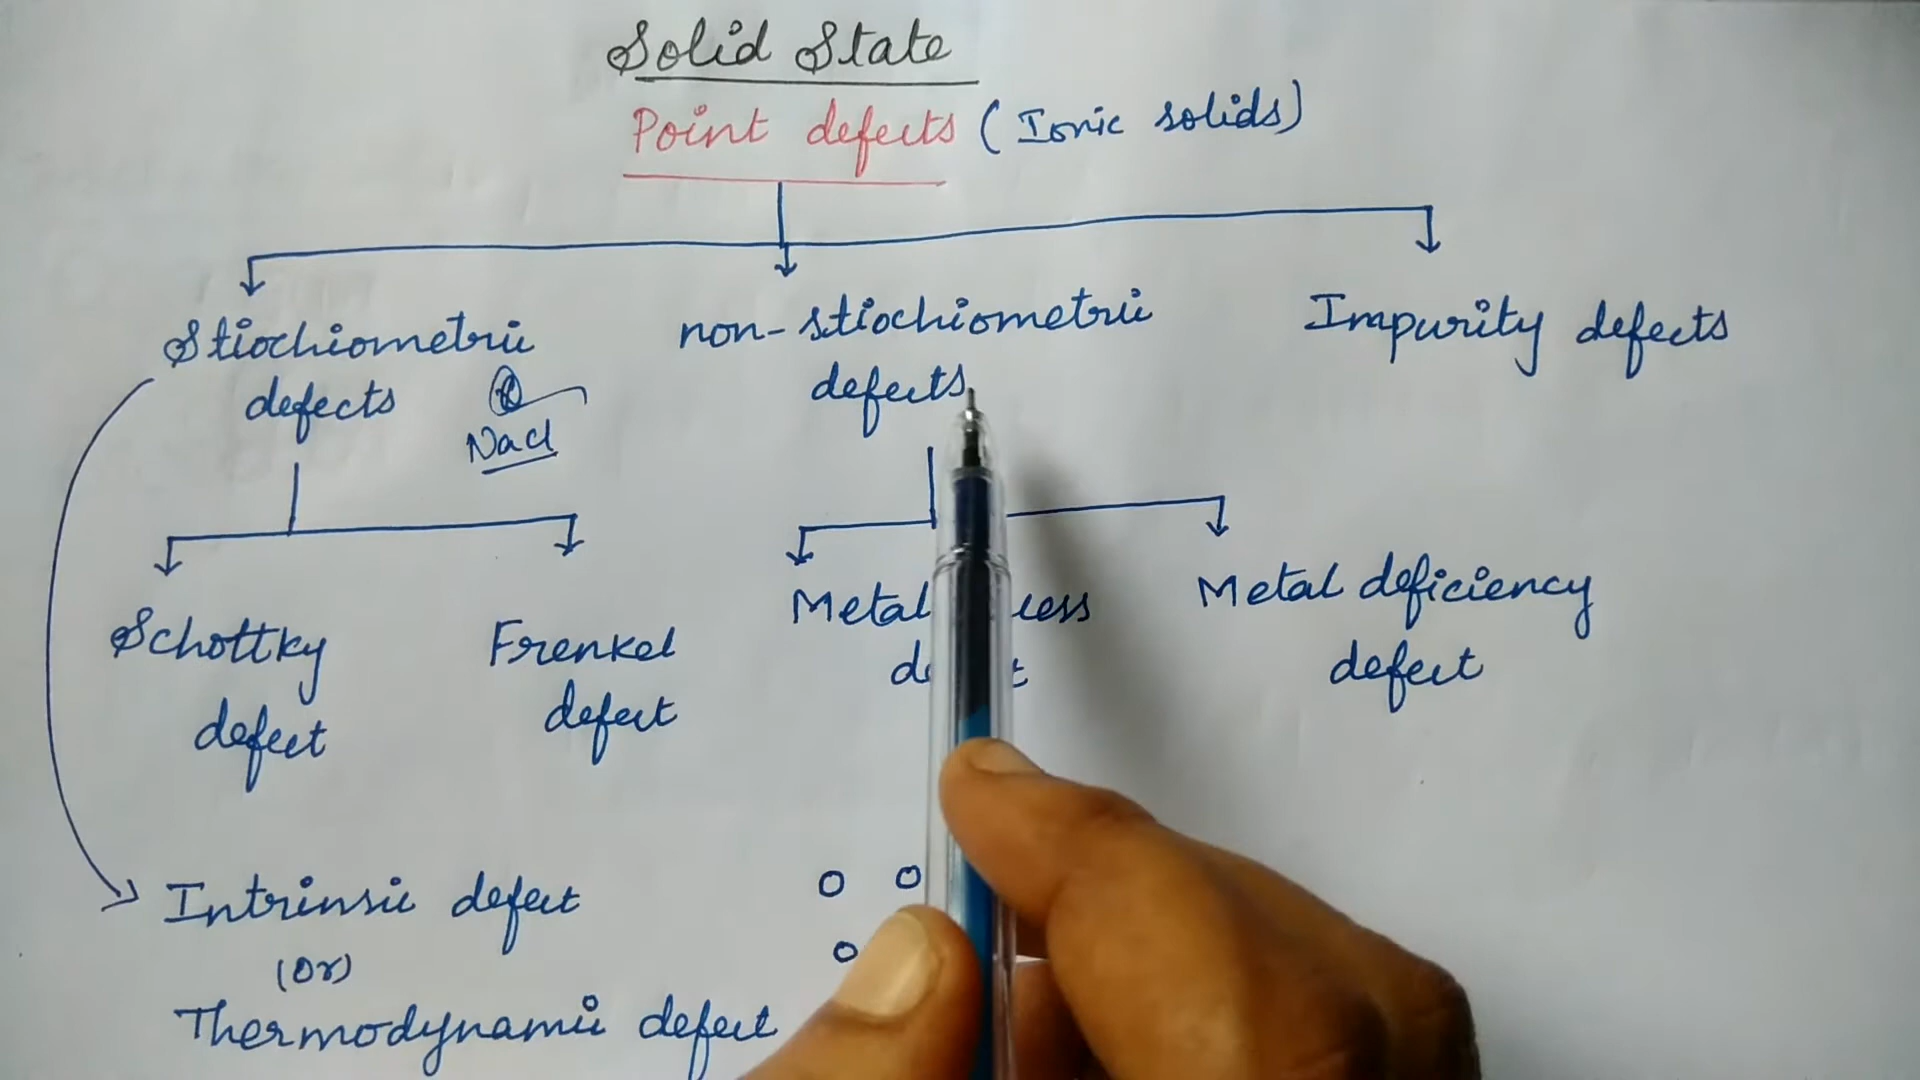 Solid State
Point defects (Ionic solids)
Stiochiometric
defects
NaCl
non-stiochiometric
defects
Impurity defects
Schottky
defect
Frenkel
defect
Metal
defect
Metal deficiency
defect
Intrinsic defect
(Or)
Thermodynamic defect